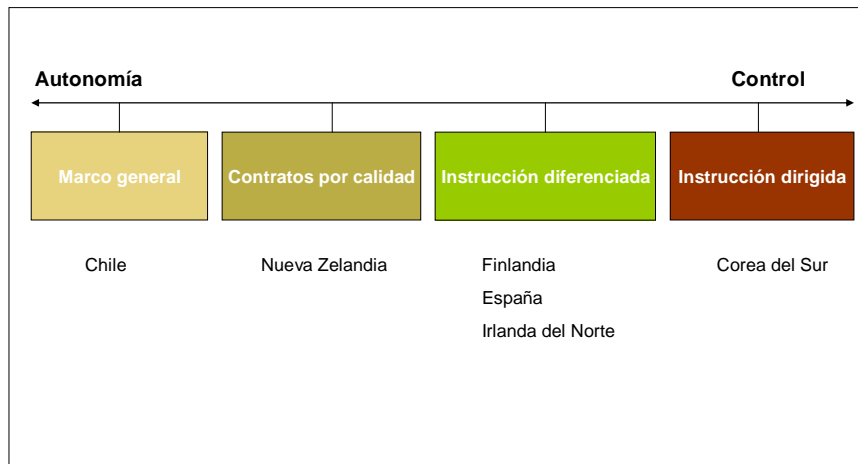 Autonomía Control
Marco general Contratos por calidad Instrucción diferenciada Instrucción dirigida
Chile Nueva Zelandia Finlandia Corea del Sur
España
Irlanda del Norte